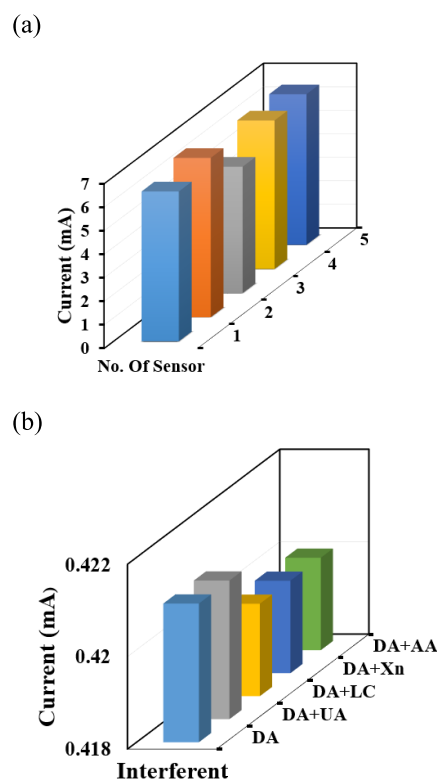 (a)
7
6
5
4
3
2
1
0
Current (mA)
No. Of Sensor
1
2
3
4
5
(b)
0.422
0.42
0.418
Current (mA)
Interferent
DA
DA+UA
DA+LC
DA+Xn
DA+AA